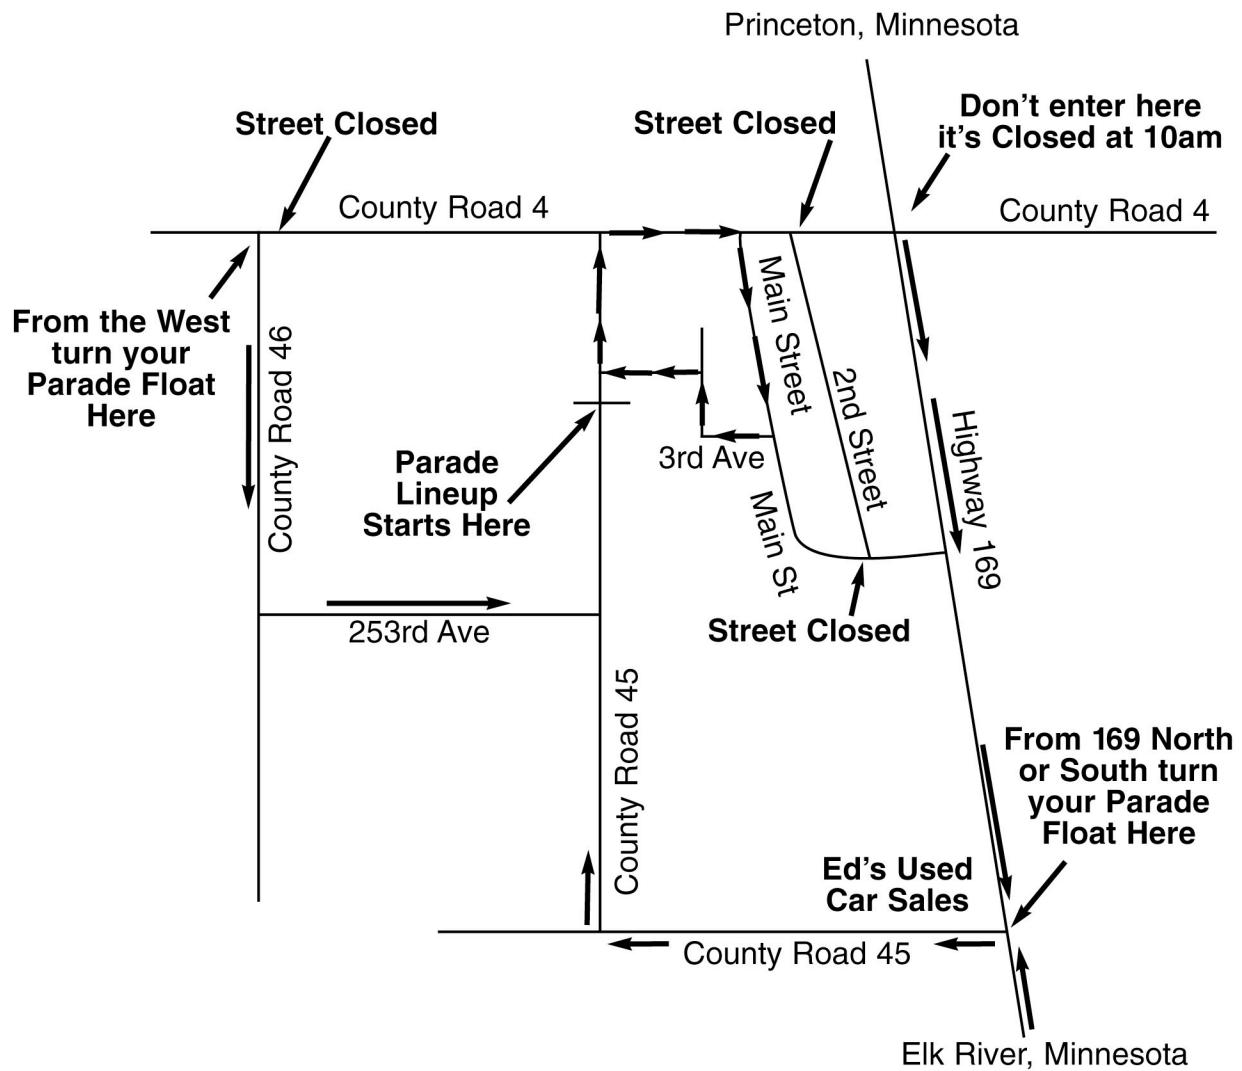 Princeton, Minnesota
Don't enter here
it's Closed at 10am
Street Closed
Street Closed
County Road 4
County Road 4
From the West
turn your
Parade Float
Here
County Road 46
Main Street
2nd Street
Highway 169
3rd Ave
Main St
Parade
Lineup
Starts Here
253rd Ave
Street Closed
County Road 45
From 169 North
or South turn
your Parade
Float Here
Ed's Used
Car Sales
County Road 45
Elk River, Minnesota